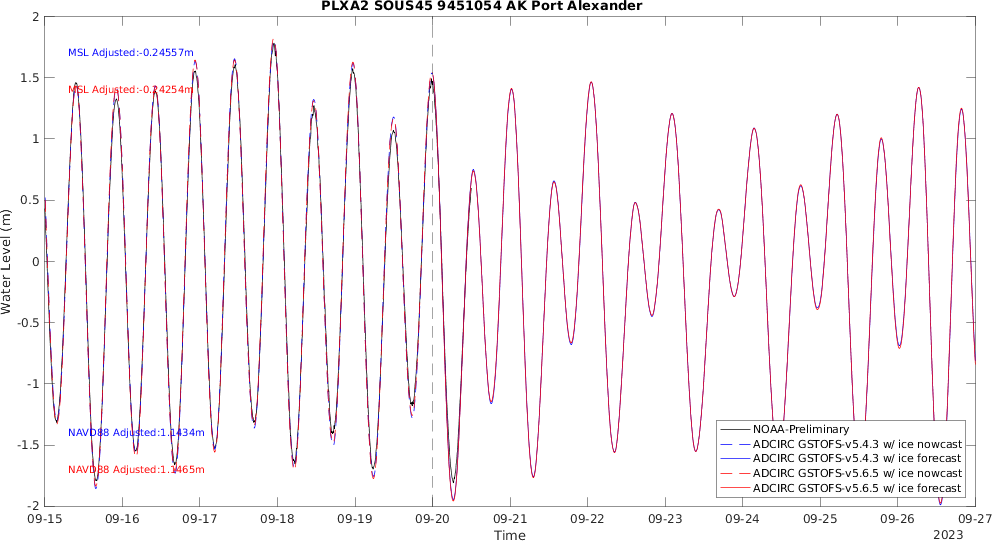 PLXA2 SOUS45 9451054 AK Port Alexander
2
1.5
1
0.5
0
-0.5
-1
-1.5
-2
Water Level (m)
MSL Adjusted:-0.24557m
MSL Adjusted:-0.24254m
NAVD88 Adjusted:1.1434m
NAVD88 Adjusted:1.1465m
NOAA-Preliminary
ADCIRC GSTOFS-v5.4.3 w/ ice nowcast
ADCIRC GSTOFS-v5.4.3 w/ ice forecast
ADCIRC GSTOFS-v5.6.5 w/ ice nowcast
ADCIRC GSTOFS-v5.6.5 w/ ice forecast
09-15 09-16 09-17 09-18 09-19 09-20 09-21 09-22 09-23 09-24 09-25 09-26 09-27
Time
2023